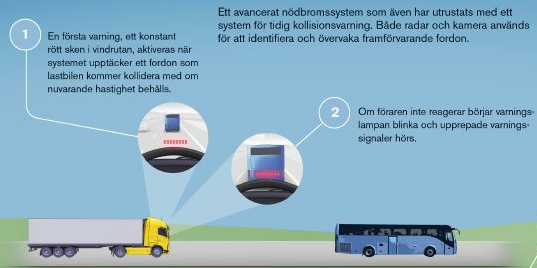 Ett avancerat nödbromssystem som även har utrustats med ett
system för tidig kollisionsvarning. Både radar och kamera används
för att identifiera och övervaka framförvarande fordon.
1
En första varning, ett konstant
rött sken i vindrutan, aktiveras när
systemet upptäcker ett fordon som
lastbilen kommer kollidera med om
nuvarande hastighet behålls.
2
Om föraren inte reagerar börjar varnings-
lampan blinka och upprepade varnings-
signaler hörs.